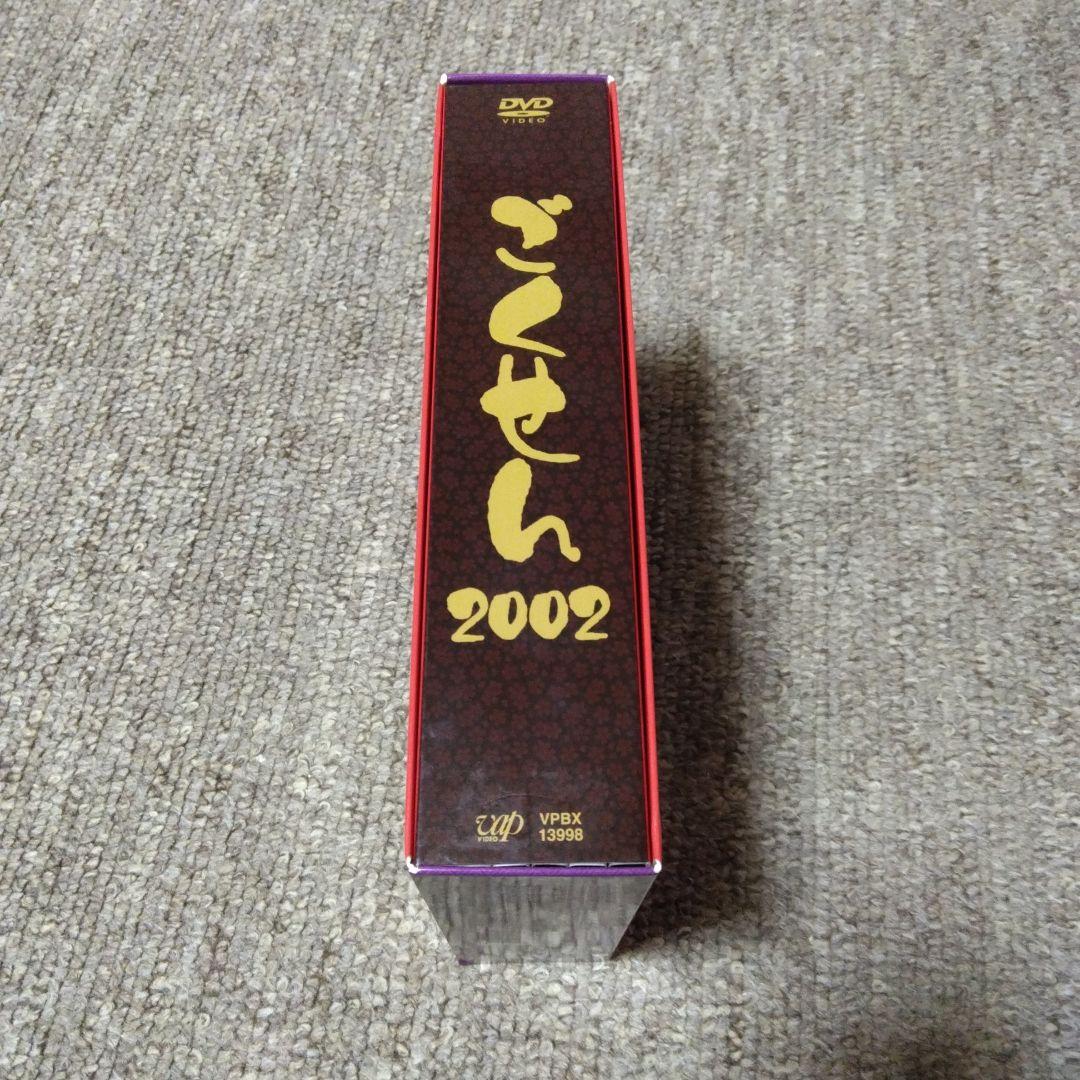 DVD
VIDEO
ごくせん
2002
vap
VIDEO
VPBX
13998